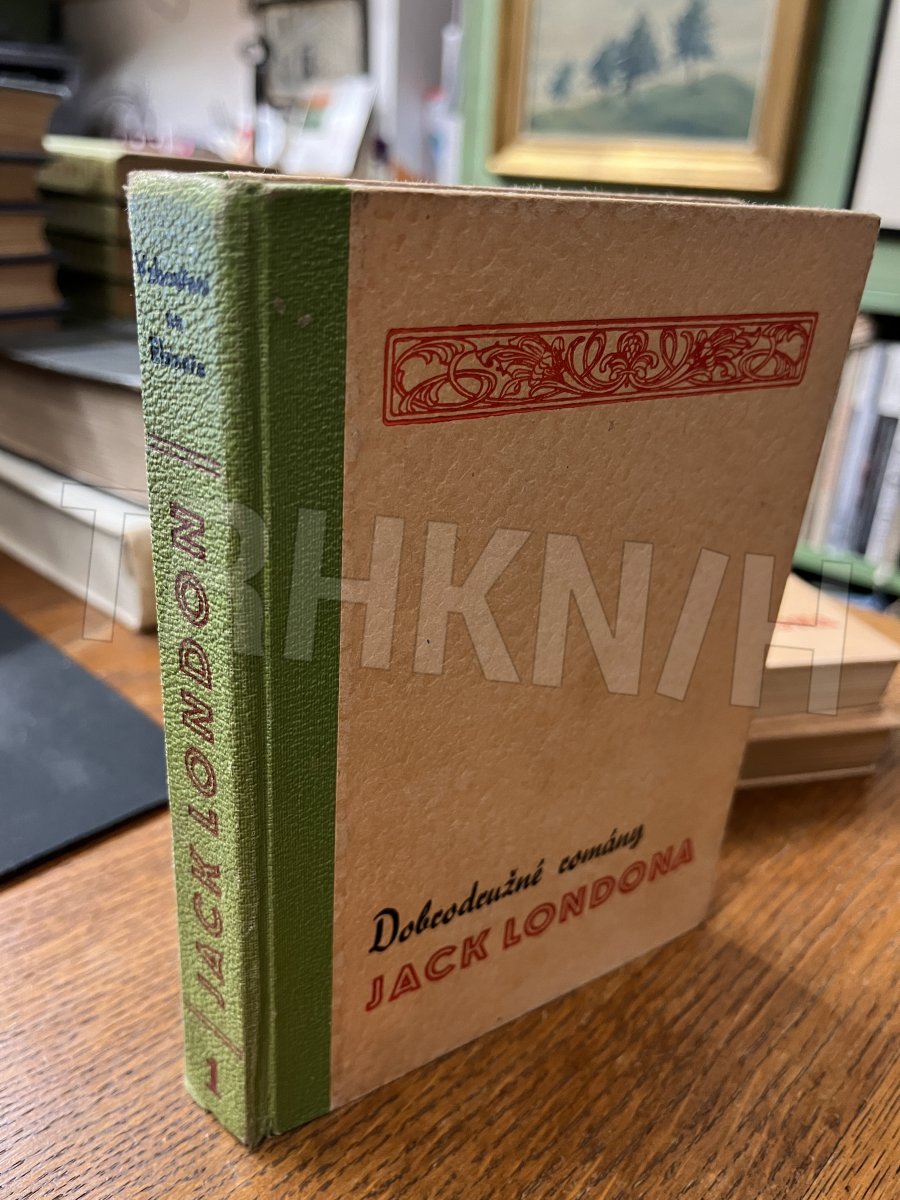 JACK LONDON
1
Dobrodružné romány
JACK LONDONA
TRHKNIH